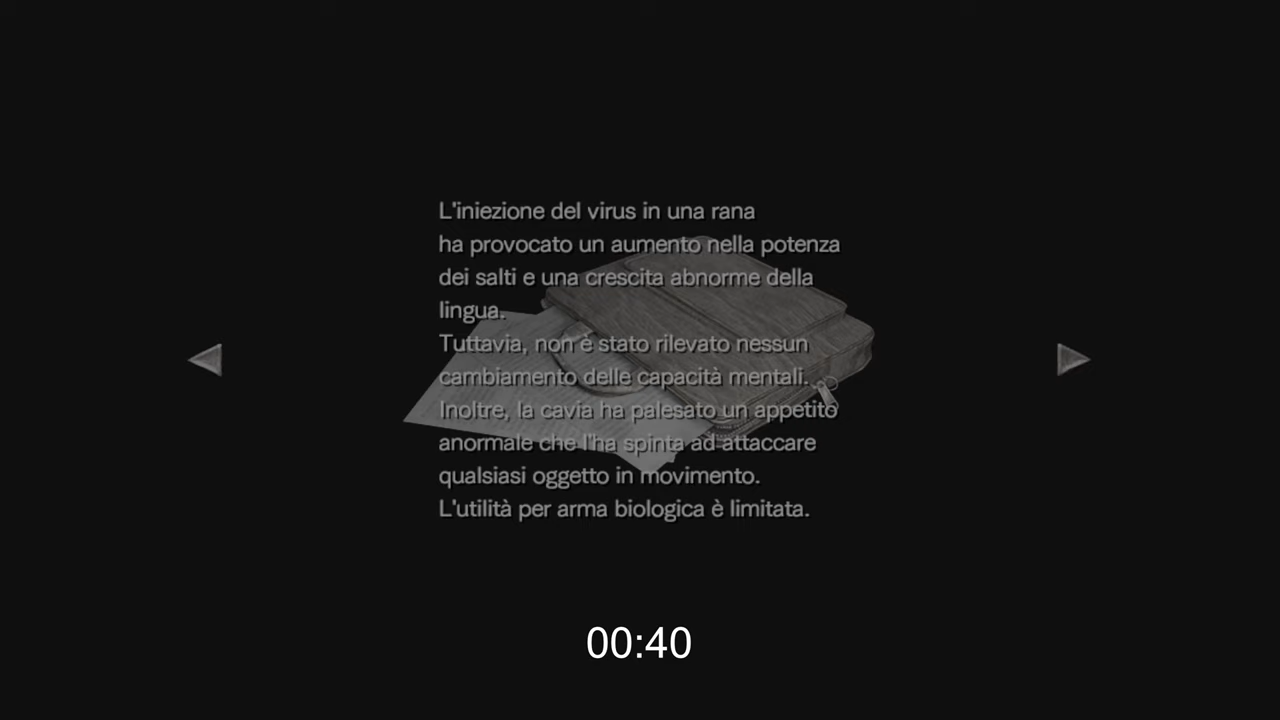 L'iniezione del virus in una rana
ha provocato un aumento nella potenza
dei salti e una crescita abnorme della
lingua.
Tuttavia, non è stato rilevato nessun
cambiamento delle capacità mentali.
Inoltre, la cavia ha palesato un appetito
anormale che l'ha spinta ad attaccare
qualsiasi oggetto in movimento.
L'utilità per arma biologica è limitata.
00:40